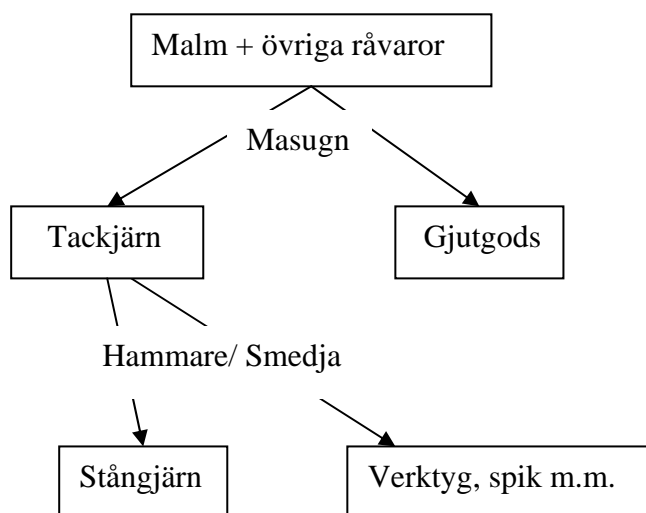 Malm + övriga råvaror
Masugn
Tackjärn
Gjutgods
Hammare/ Smedja
Stångjärn
Verktyg, spik m.m.